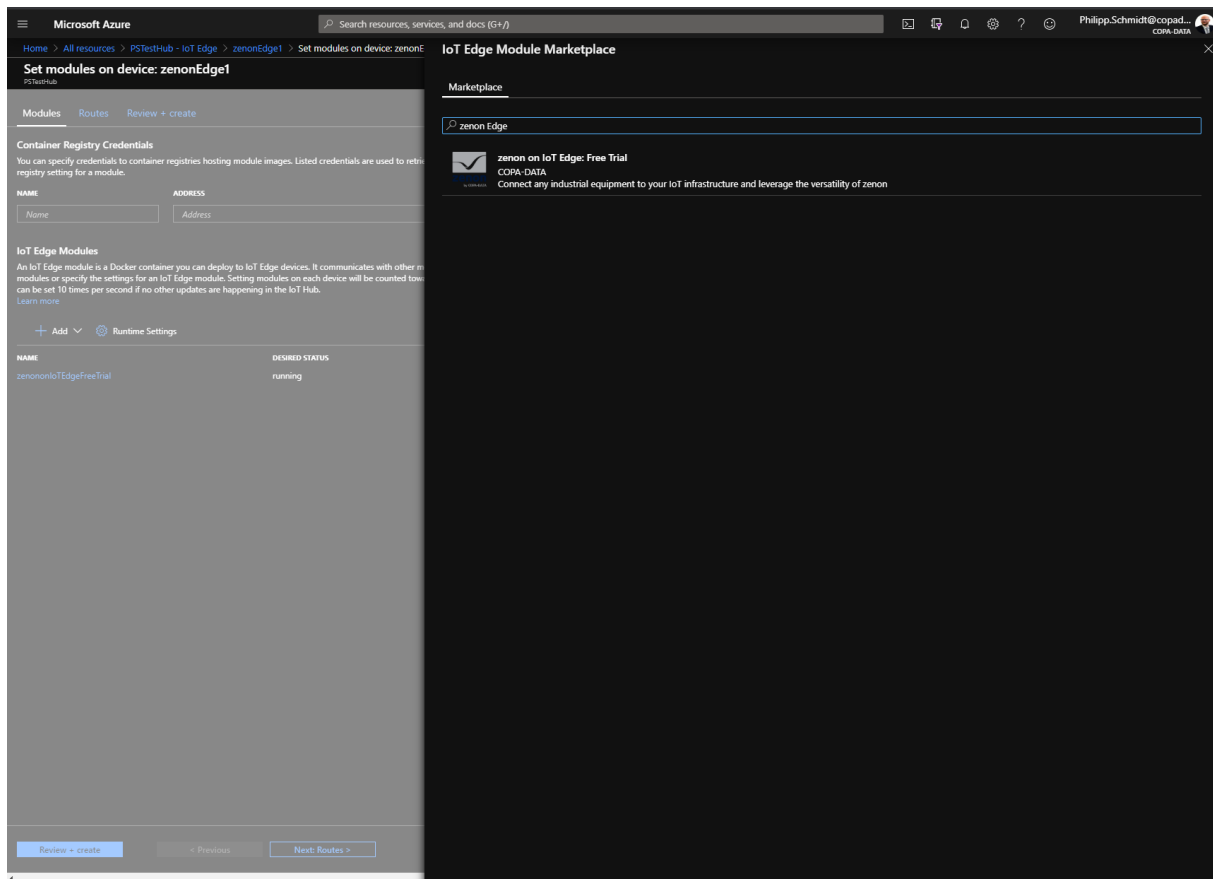 Microsoft Azure
Search resources, services, and docs (G+/)
Philipp.Schmidt@copad...
COPA-DATA
Home > All resources > PSTestHub - IoT Edge > zenonEdge1 > Set modules on device: zenonE
Set modules on device: zenonEdge1
PSTestHub
Modules Routes Review + create
Container Registry Credentials
You can specify credentials to container registries hosting module images. Listed credentials are used to retri
registry setting for a module.
NAME ADDRESS
Name Address
IoT Edge Modules
An IoT Edge module is a Docker container you can deploy to IoT Edge devices. It communicates with other m
modules or specify the settings for an IoT Edge module. Setting modules on each device will be counted tow
can be set 10 times per second if no other updates are happening in the IoT Hub.
Learn more
Add Runtime Settings
NAME DESIRED STATUS
zenononIoTEdgeFreeTrial running
Review + create < Previous Next: Routes >
IoT Edge Module Marketplace
Marketplace
zenon Edge
zenon on IoT Edge: Free Trial
COPA-DATA
Connect any industrial equipment to your IoT infrastructure and leverage the versatility of zenon